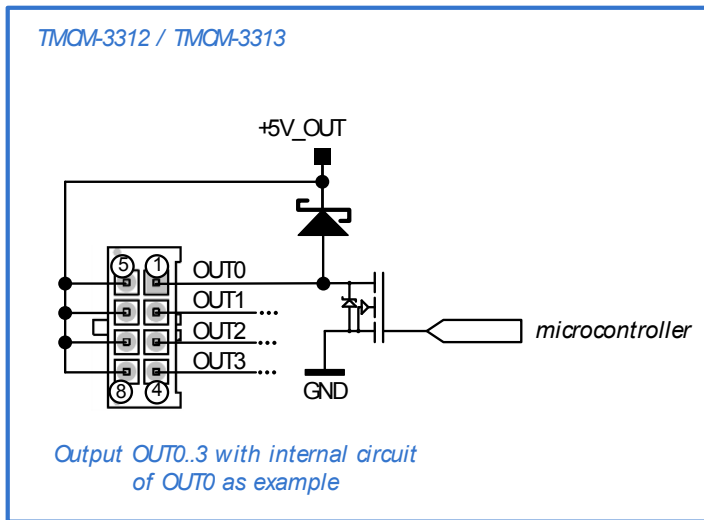 TMCM-3312 / TMCM-3313
+5V_OUT
5 1 OUT0
OUT1 ...
OUT2 ...
OUT3 ...
8 4
GND
microcontroller
Output OUT0..3 with internal circuit
of OUT0 as example